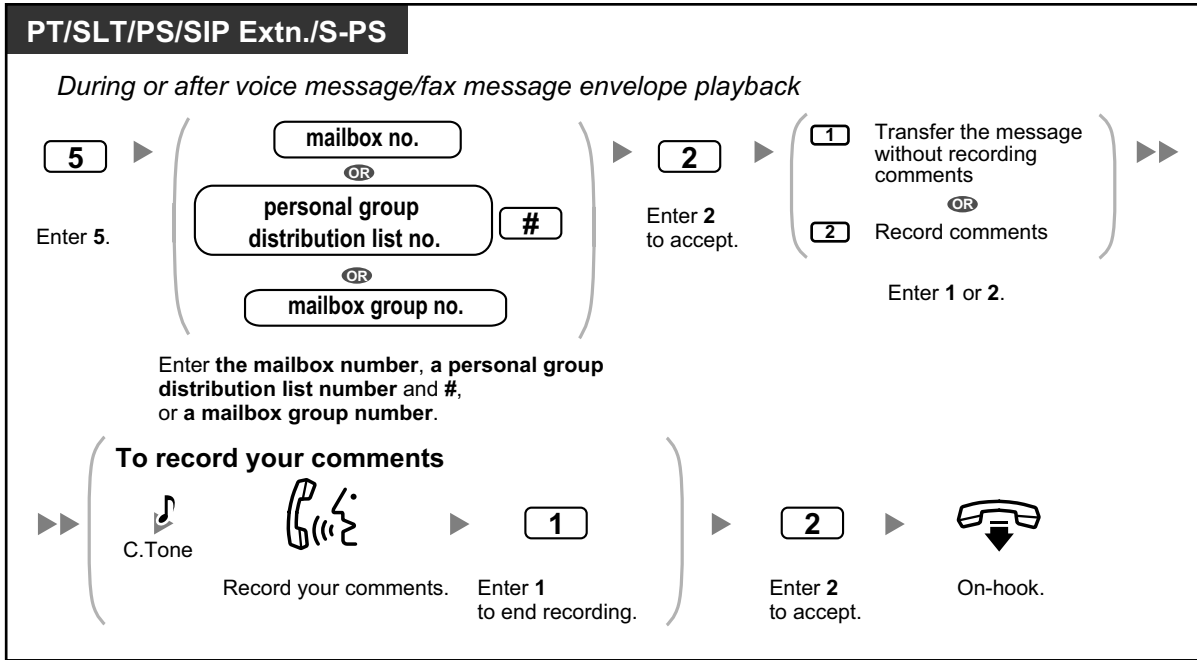 PT/SLT/PS/SIP Extn./S-PS
During or after voice message/fax message envelope playback
5
Enter 5.
mailbox no.
OR
personal group
distribution list no.
#
OR
mailbox group no.
Enter the mailbox number, a personal group
distribution list number and #,
or a mailbox group number.
2
Enter 2
to accept.
1 Transfer the message
without recording
comments
OR
2 Record comments
Enter 1 or 2.
To record your comments
C.Tone
Record your comments.
1
Enter 1
to end recording.
2
Enter 2
to accept.
On-hook.